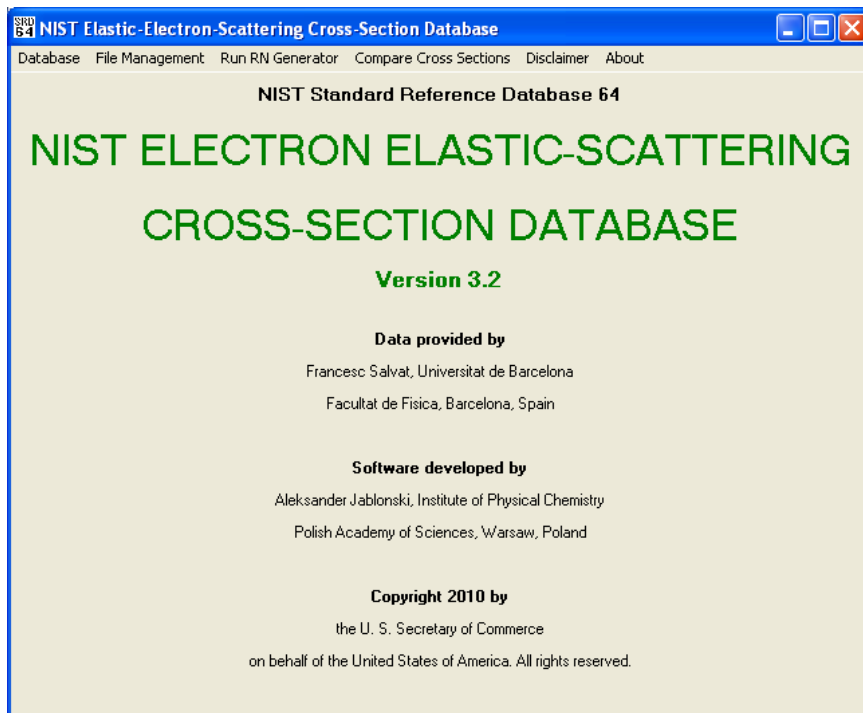 SRD
64 NIST Elastic-Electron-Scattering Cross-Section Database
Database File Management Run RN Generator Compare Cross Sections Disclaimer About
NIST Standard Reference Database 64
NIST ELECTRON ELASTIC-SCATTERING
CROSS-SECTION DATABASE
Version 3.2
Data provided by
Francesc Salvat, Universitat de Barcelona
Facultat de Fisica, Barcelona, Spain
Software developed by
Aleksander Jablonski, Institute of Physical Chemistry
Polish Academy of Sciences, Warsaw, Poland
Copyright 2010 by
the U. S. Secretary of Commerce
on behalf of the United States of America. All rights reserved.